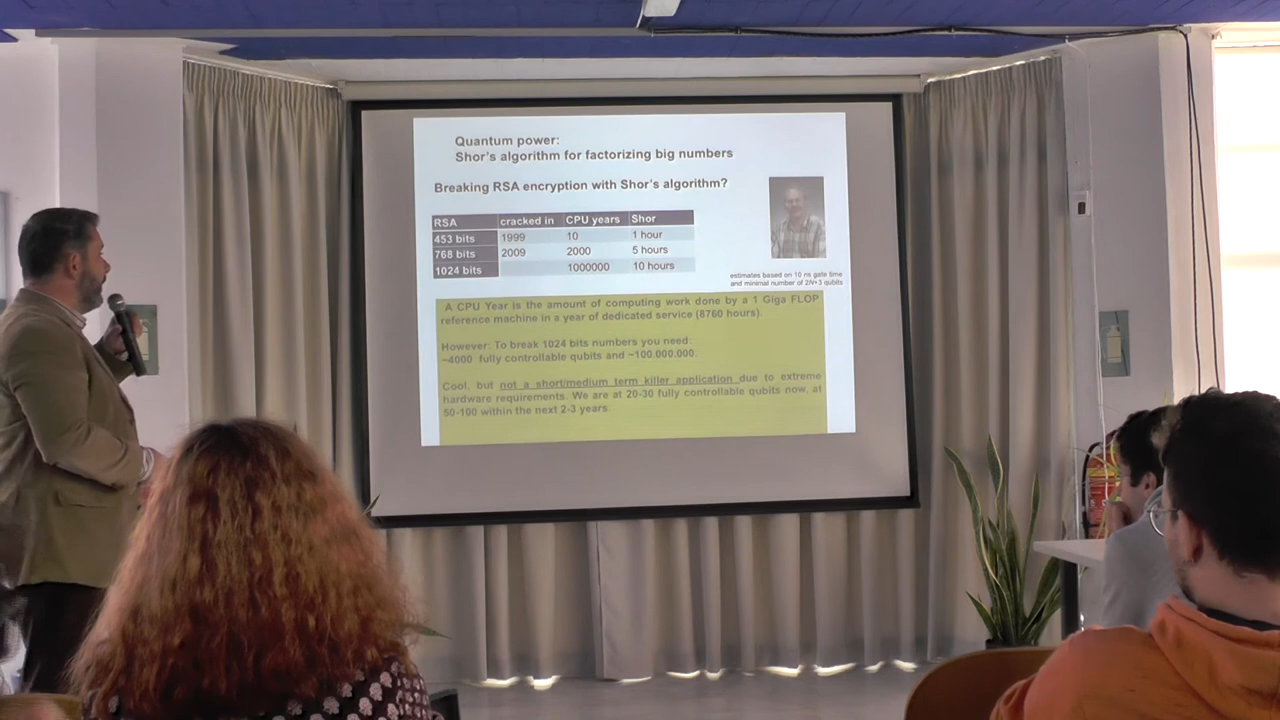 Quantum power:
Shor's algorithm for factorizing big numbers
Breaking RSA encryption with Shor's algorithm?
RSA cracked in CPU years Shor
453 bits 1999 10 1 hour
768 bits 2009 2000 5 hours
1024 bits 1000000 10 hours
estimates based on 10 ns gate time
and minimal number of 2N+3 qubits
A CPU Year is the amount of computing work done by a 1 Giga FLOP
reference machine in a year of dedicated service (8760 hours).
However: To break 1024 bits numbers you need:
~4000 fully controllable qubits and ~100.000.000.
Cool, but not a short/medium term killer application due to extreme
hardware requirements. We are at 20-30 fully controllable qubits now, at
50-100 within the next 2-3 years